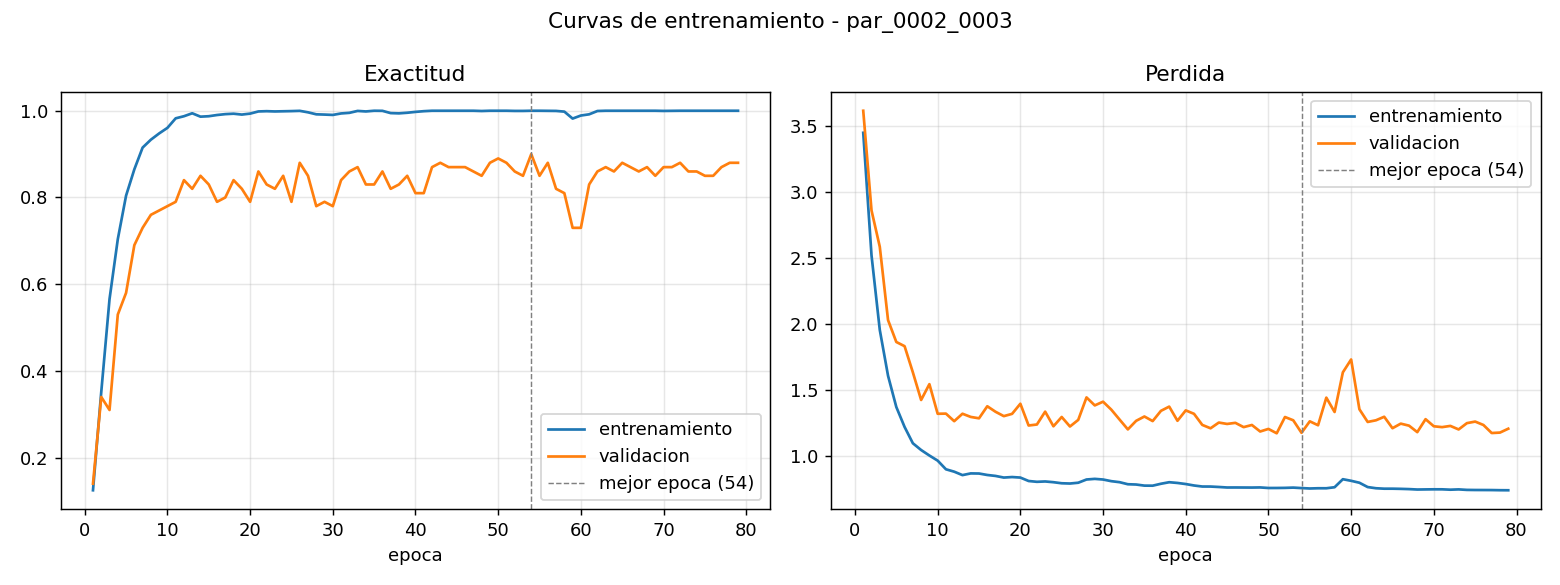 Curvas de entrenamiento - par_0002_0003
Exactitud
1.0
0.8
0.6
0.4
0.2
0 10 20 30 40 50 60 70 80
epoca
entrenamiento
validacion
mejor epoca (54)
Perdida
3.5
3.0
2.5
2.0
1.5
1.0
0 10 20 30 40 50 60 70 80
epoca
entrenamiento
validacion
mejor epoca (54)